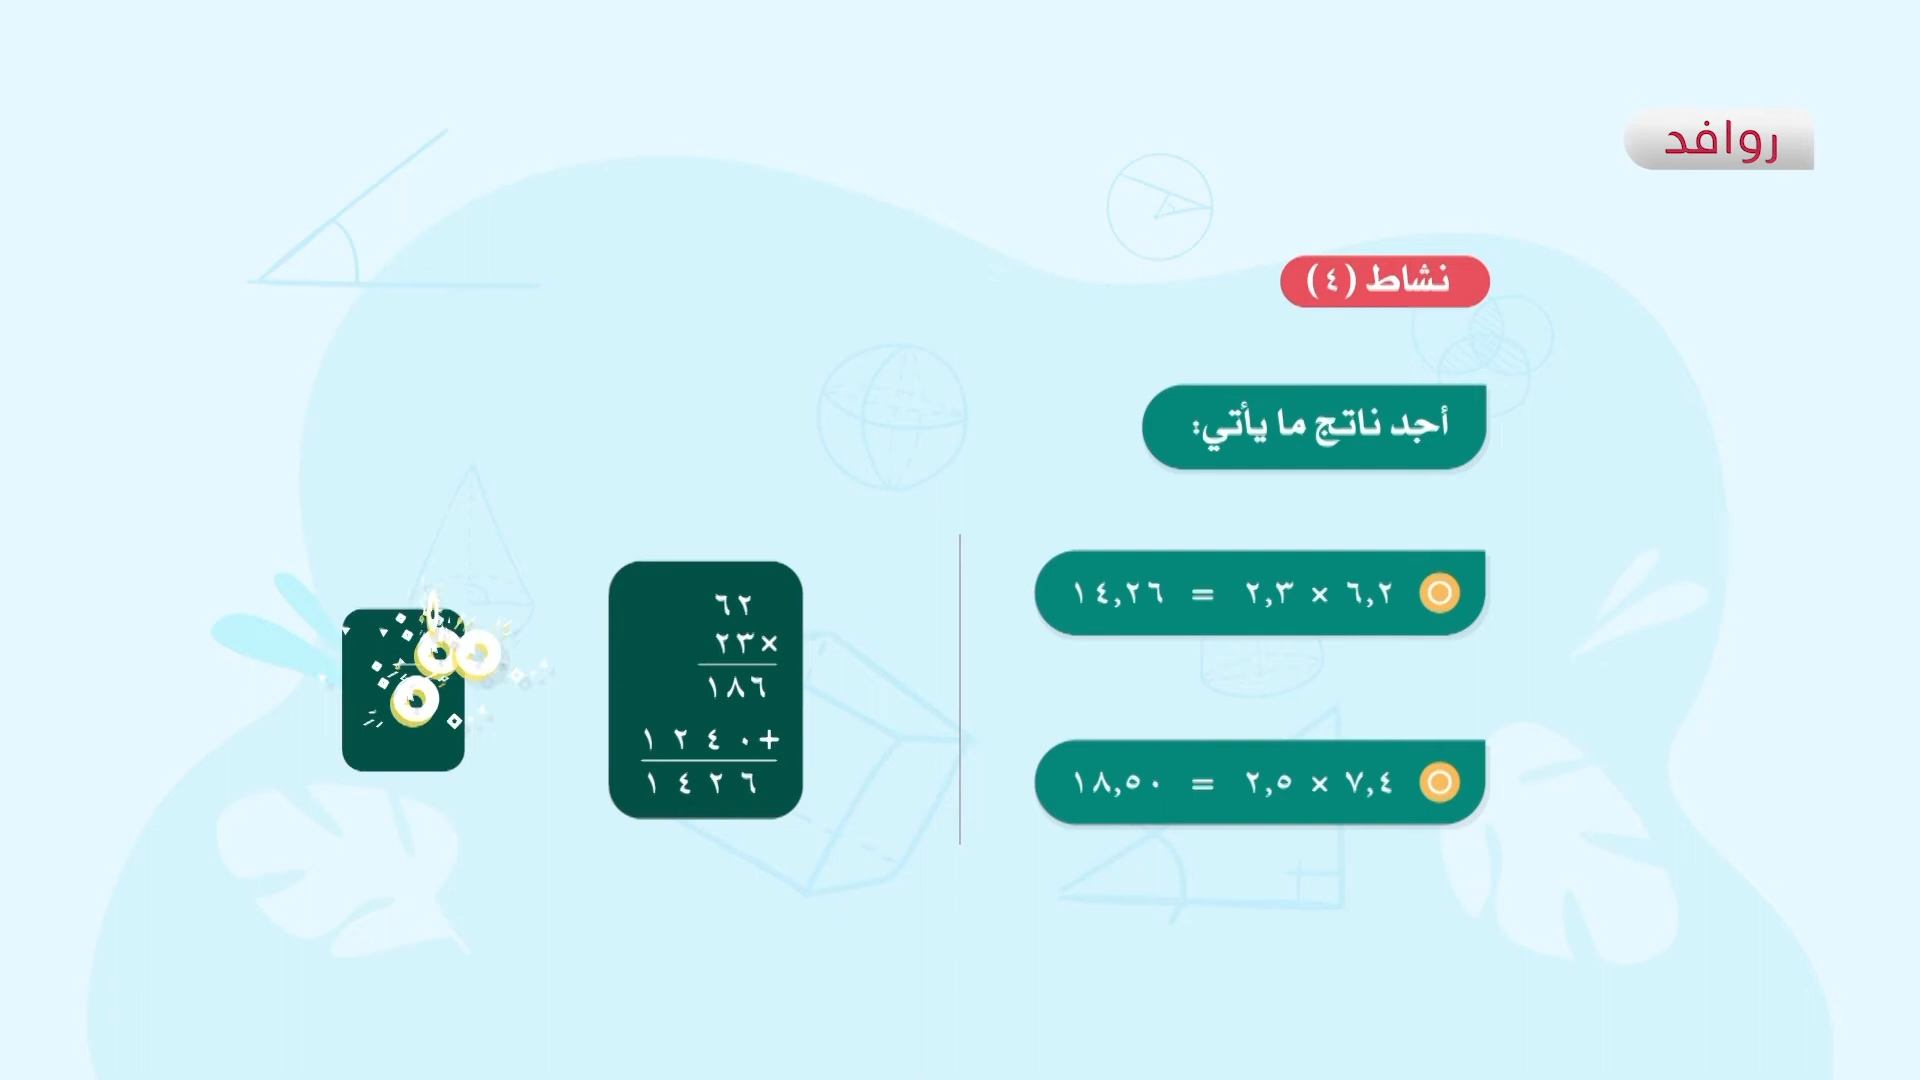 روافد
نشاط (٤)
أجد ناتج ما يأتي:
٦,٢ × ٢,٣ = ١٤,٢٦
٧,٤ × ٢,٥ = ١٨,٥٠
٦٢
×٢٣
١٨٦
+١٢٤٠
١٤٢٦